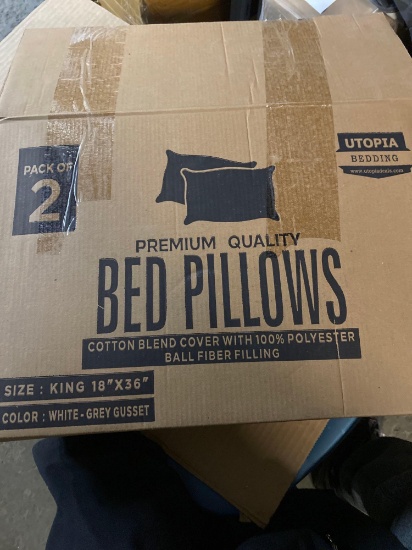 PACK OF
2
UTOPIA
BEDDING
www.utopiadeals.com
PREMIUM QUALITY
BED PILLOWS
COTTON BLEND COVER WITH 100% POLYESTER
BALL FIBER FILLING
SIZE : KING 18"X36"
COLOR : WHITE - GREY GUSSET